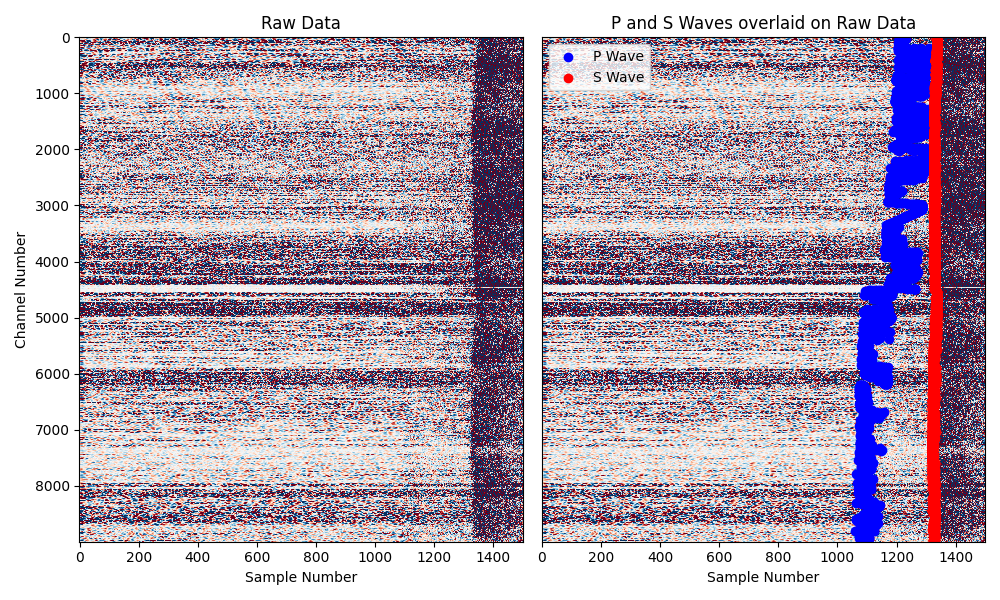 Raw Data
P and S Waves overlaid on Raw Data
P Wave
S Wave
0
1000
2000
3000
4000
5000
6000
7000
8000
Channel Number
0 200 400 600 800 1000 1200 1400
0 200 400 600 800 1000 1200 1400
Sample Number
Sample Number